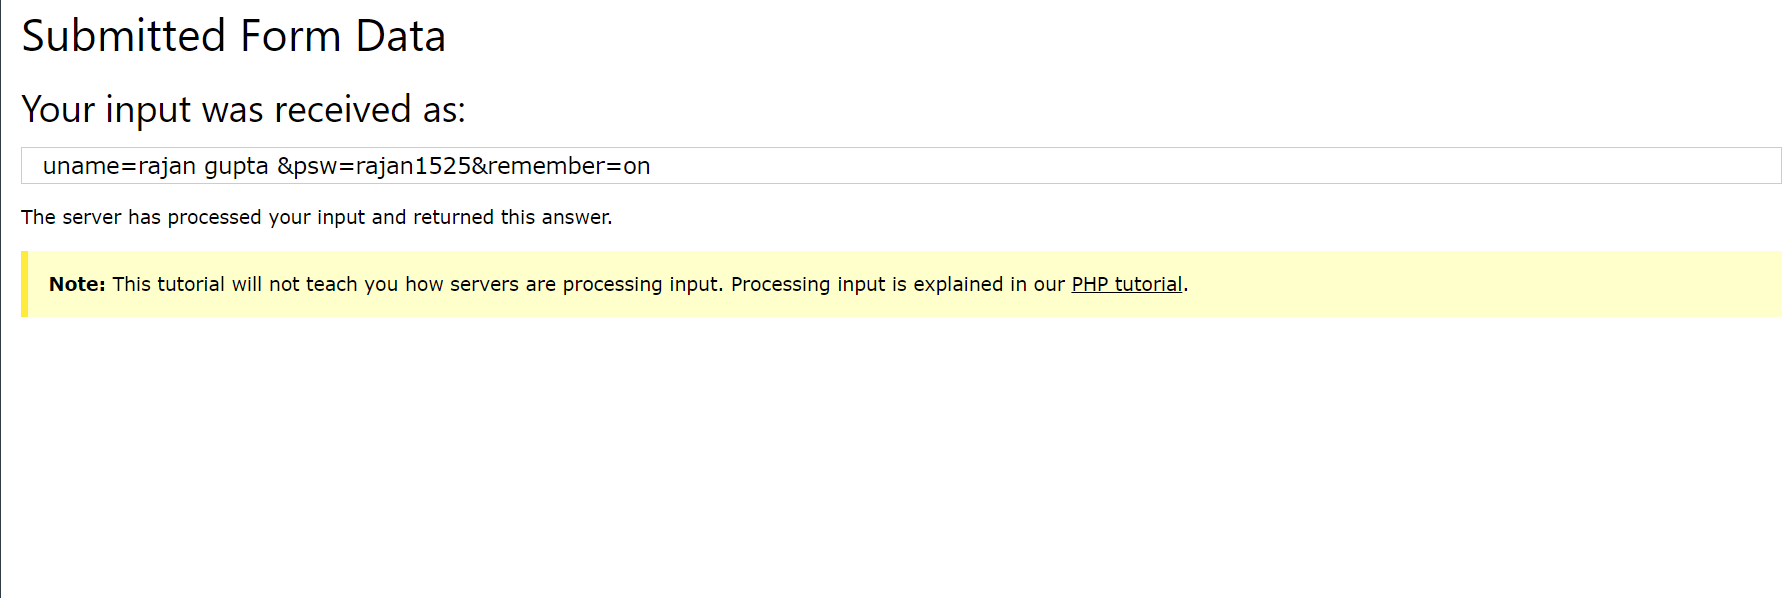 Submitted Form Data
Your input was received as:
uname=rajan gupta &psw=rajan1525&remember=on
The server has processed your input and returned this answer.
Note: This tutorial will not teach you how servers are processing input. Processing input is explained in our PHP tutorial.